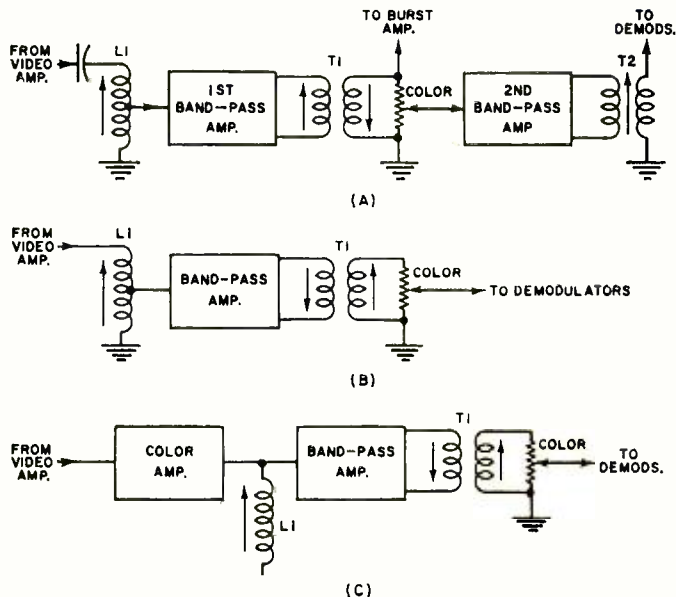 TO BURST
AMP.
TO
DEMODS.
FROM
VIDEO
AMP.
L1
1ST
BAND-PASS
AMP.
T1
COLOR
2ND
BAND-PASS
AMP
T2
(A)
FROM
VIDEO
AMP.
L1
BAND-PASS
AMP.
T1
COLOR
TO DEMODULATORS
(B)
FROM
VIDEO
AMP.
COLOR
AMP.
L1
BAND-PASS
AMP.
T1
COLOR
TO
DEMODS.
(C)